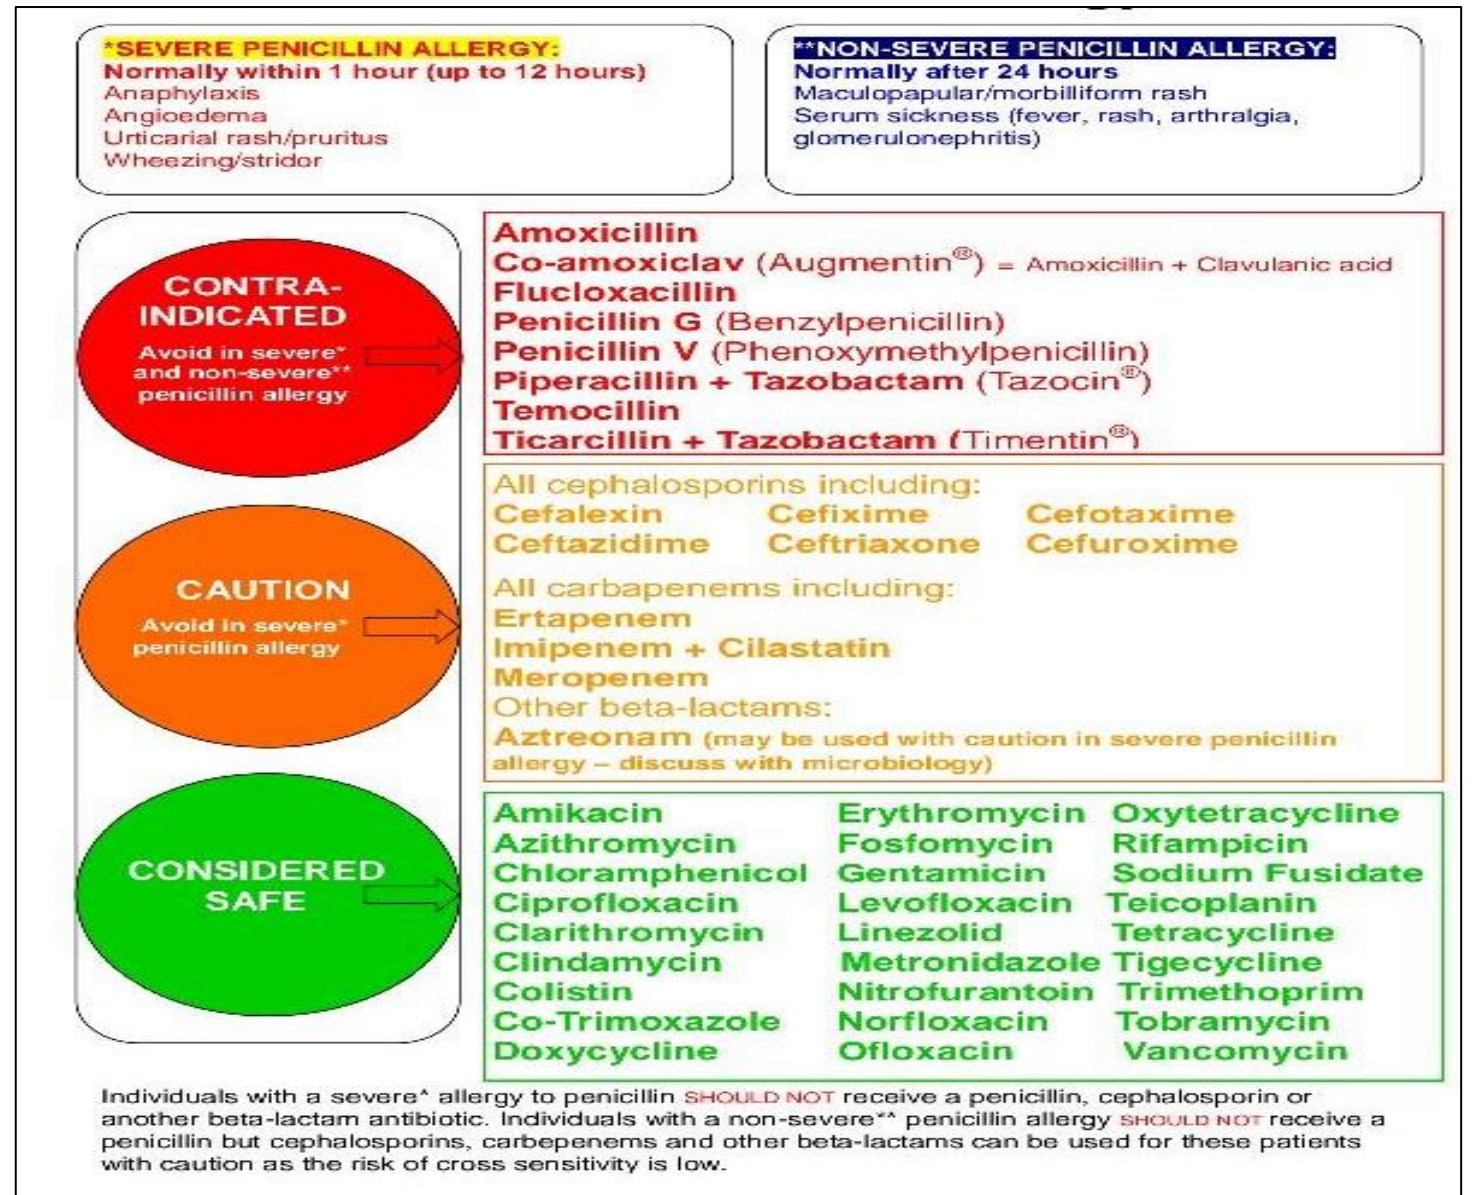 *SEVERE PENICILLIN ALLERGY:
Normally within 1 hour (up to 12 hours)
Anaphylaxis
Angioedema
Urticarial rash/pruritus
Wheezing/stridor
**NON-SEVERE PENICILLIN ALLERGY:
Normally after 24 hours
Maculopapular/morbilliform rash
Serum sickness (fever, rash, arthralgia,
glomerulonephritis)
CONTRA-
INDICATED
Avoid in severe*
and non-severe**
penicillin allergy
Amoxicillin
Co-amoxiclav (Augmentin®) = Amoxicillin + Clavulanic acid
Flucloxacillin
Penicillin G (Benzylpenicillin)
Penicillin V (Phenoxymethylpenicillin)
Piperacillin + Tazobactam (Tazocin®)
Temocillin
Ticarcillin + Tazobactam (Timentin®)
CAUTION
Avoid in severe*
penicillin allergy
All cephalosporins including:
Cefalexin Cefixime Cefotaxime
Ceftazidime Ceftriaxone Cefuroxime
All carbapenems including:
Ertapenem
Imipenem + Cilastatin
Meropenem
Other beta-lactams:
Aztreonam (may be used with caution in severe penicillin
allergy – discuss with microbiology)
CONSIDERED
SAFE
Amikacin Erythromycin Oxytetracycline
Azithromycin Fosfomycin Rifampicin
Chloramphenicol Gentamicin Sodium Fusidate
Ciprofloxacin Levofloxacin Teicoplanin
Clarithromycin Linezolid Tetracycline
Clindamycin Metronidazole Tigecycline
Colistin Nitrofurantoin Trimethoprim
Co-Trimoxazole Norfloxacin Tobramycin
Doxycycline Ofloxacin Vancomycin
Individuals with a severe* allergy to penicillin SHOULD NOT receive a penicillin, cephalosporin or
another beta-lactam antibiotic. Individuals with a non-severe** penicillin allergy SHOULD NOT receive a
penicillin but cephalosporins, carbepenems and other beta-lactams can be used for these patients
with caution as the risk of cross sensitivity is low.